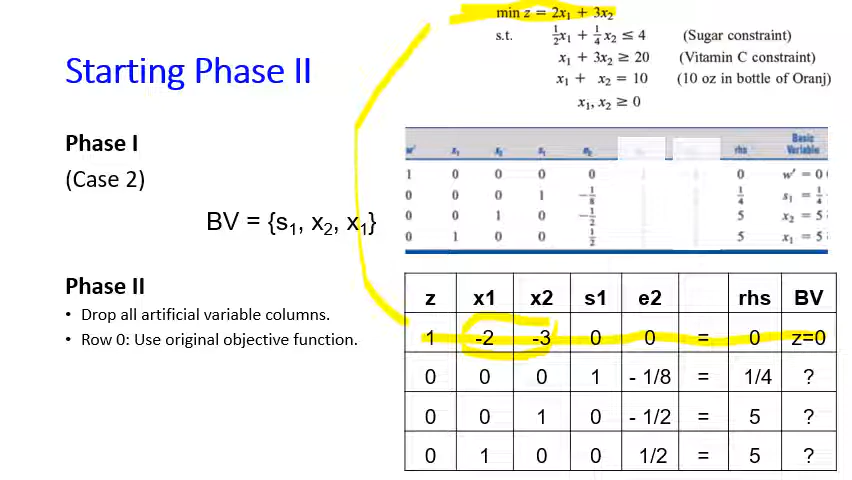 Starting Phase II
min z = 2x₁ + 3x₂
s.t. ½x₁ + ¼x₂ ≤ 4 (Sugar constraint)
x₁ + 3x₂ ≥ 20 (Vitamin C constraint)
x₁ + x₂ = 10 (10 oz in bottle of Oranj)
x₁, x₂ ≥ 0
Phase I
(Case 2)
BV = {s₁, x₂, x₁}
w' x₁ x₂ s₁ e₂ rhs Basic Variable
1 0 0 0 0 0 w' = 0
0 0 0 1 -⅛ ¼ s₁ = ¼
0 0 1 0 -½ 5 x₂ = 5
0 1 0 0 ½ 5 x₁ = 5
Phase II
• Drop all artificial variable columns.
• Row 0: Use original objective function.
z x1 x2 s1 e2 rhs BV
1 -2 -3 0 0 = 0 z=0
0 0 0 1 - 1/8 = 1/4 ?
0 0 1 0 - 1/2 = 5 ?
0 1 0 0 1/2 = 5 ?